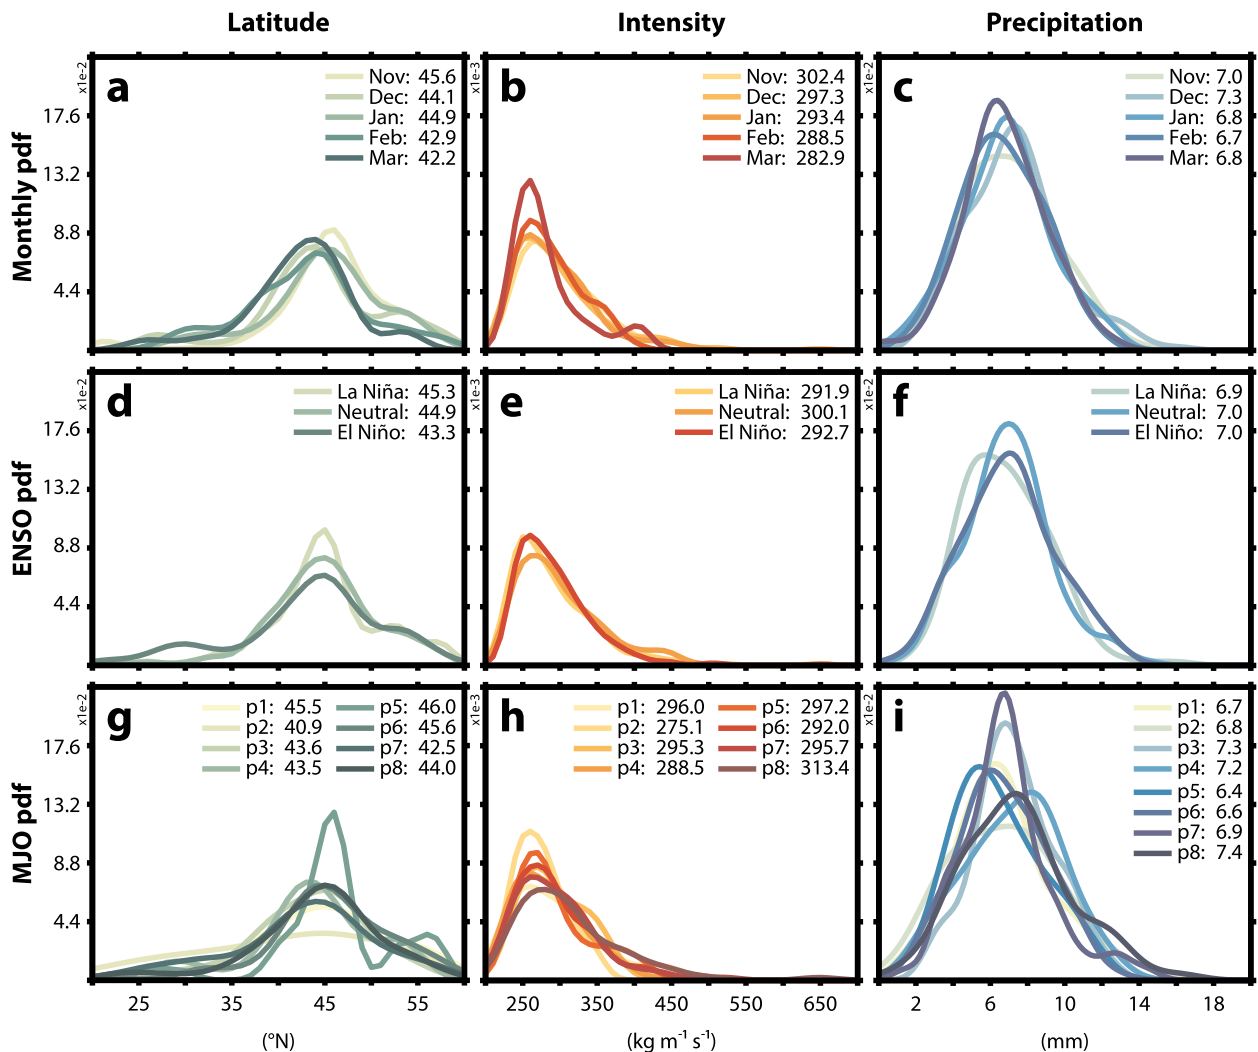 Latitude Intensity Precipitation
Monthly pdf
x1e-2
a
17.6
13.2
8.8
4.4
Nov: 45.6
Dec: 44.1
Jan: 44.9
Feb: 42.9
Mar: 42.2
x1e-3
b
Nov: 302.4
Dec: 297.3
Jan: 293.4
Feb: 288.5
Mar: 282.9
x1e-2
c
Nov: 7.0
Dec: 7.3
Jan: 6.8
Feb: 6.7
Mar: 6.8
ENSO pdf
x1e-2
d
17.6
13.2
8.8
4.4
La Niña: 45.3
Neutral: 44.9
El Niño: 43.3
x1e-3
e
La Niña: 291.9
Neutral: 300.1
El Niño: 292.7
x1e-2
f
La Niña: 6.9
Neutral: 7.0
El Niño: 7.0
MJO pdf
x1e-2
g
17.6
13.2
8.8
4.4
p1: 45.5 p5: 46.0
p2: 40.9 p6: 45.6
p3: 43.6 p7: 42.5
p4: 43.5 p8: 44.0
x1e-3
h
p1: 296.0 p5: 297.2
p2: 275.1 p6: 292.0
p3: 295.3 p7: 295.7
p4: 288.5 p8: 313.4
x1e-2
i
p1: 6.7
p2: 6.8
p3: 7.3
p4: 7.2
p5: 6.4
p6: 6.6
p7: 6.9
p8: 7.4
25 35 45 55 250 350 450 550 650 2 6 10 14 18
(°N) (kg m⁻¹ s⁻¹) (mm)